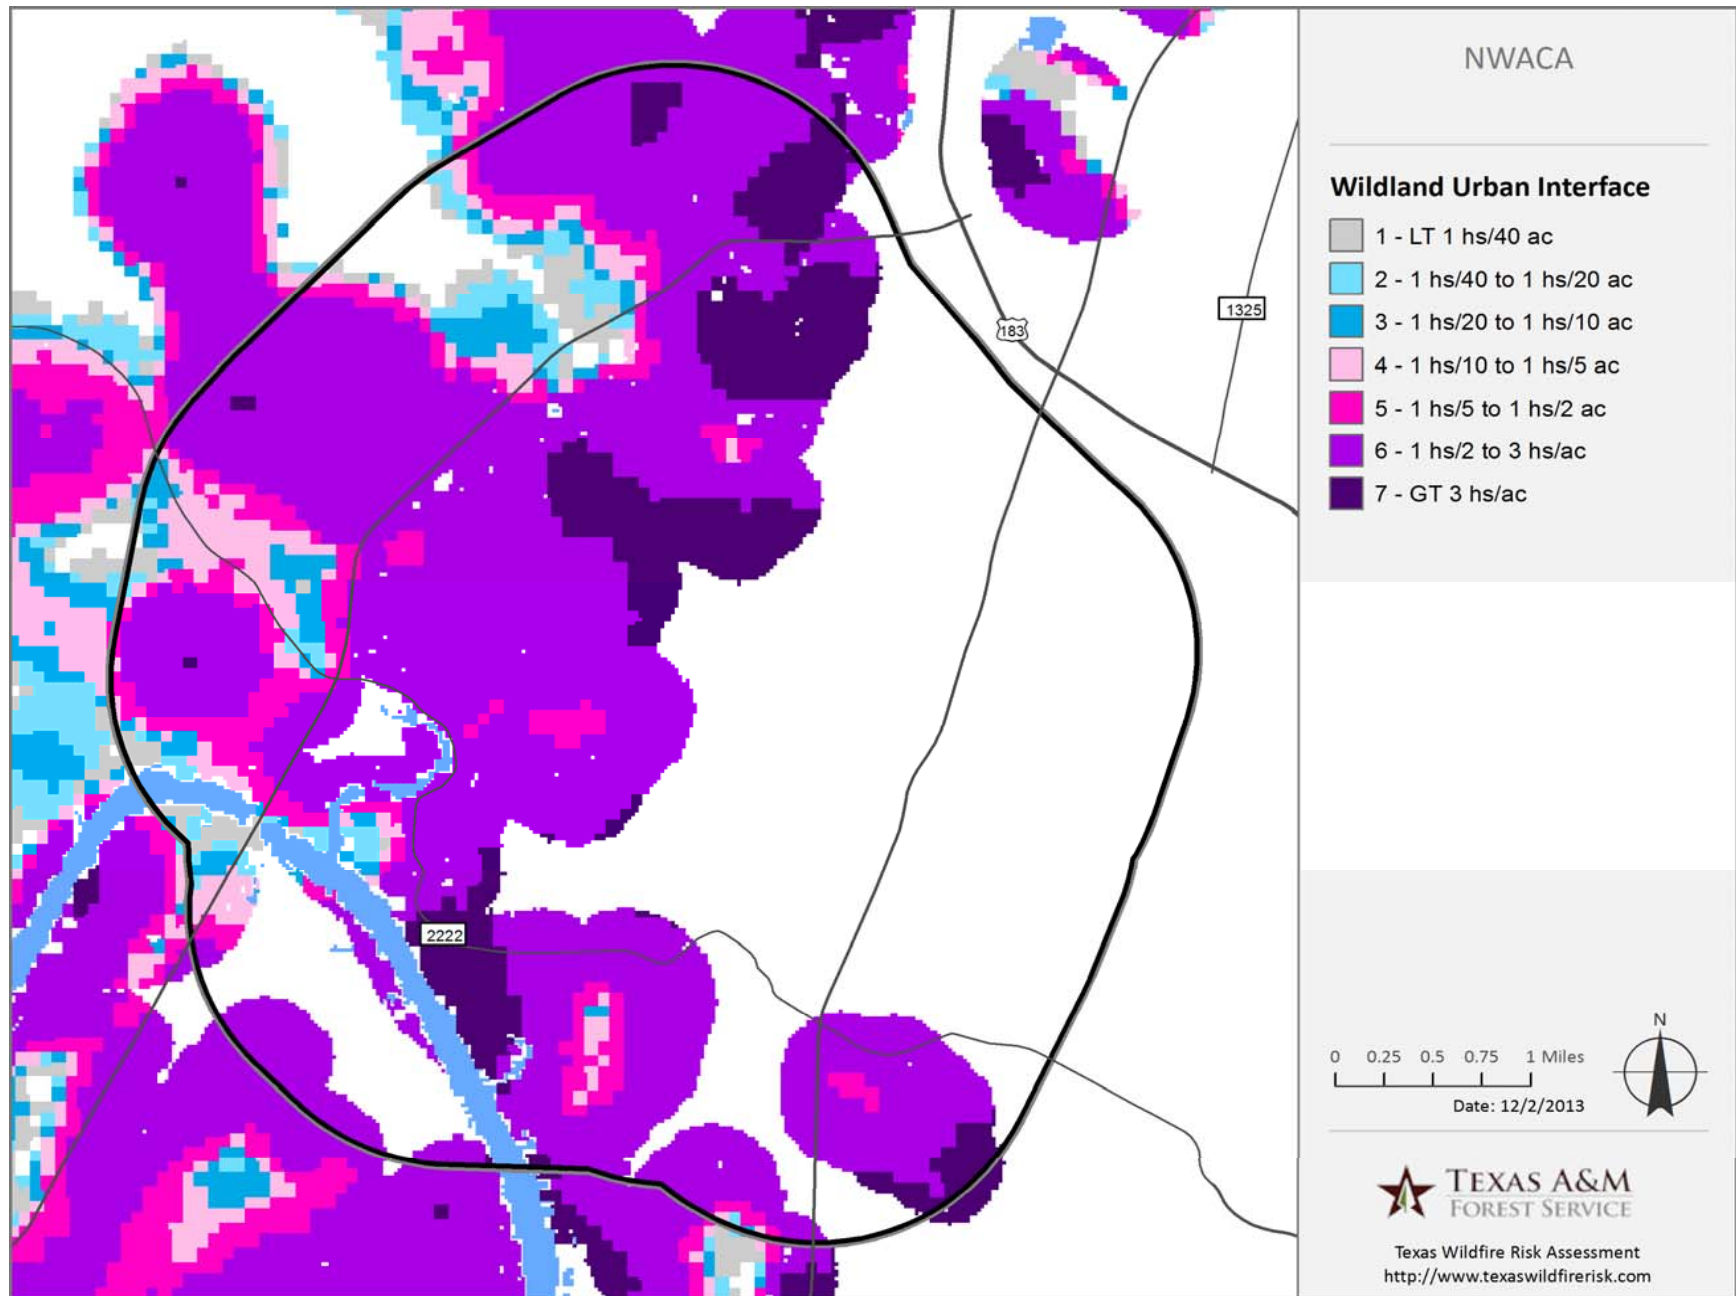 NWACA
Wildland Urban Interface
1 - LT 1 hs/40 ac
2 - 1 hs/40 to 1 hs/20 ac
3 - 1 hs/20 to 1 hs/10 ac
4 - 1 hs/10 to 1 hs/5 ac
5 - 1 hs/5 to 1 hs/2 ac
6 - 1 hs/2 to 3 hs/ac
7 - GT 3 hs/ac
1325
183
2222
N
0 0.25 0.5 0.75 1 Miles
Date: 12/2/2013
TEXAS A&M
FOREST SERVICE
Texas Wildfire Risk Assessment
http://www.texaswildfirerisk.com